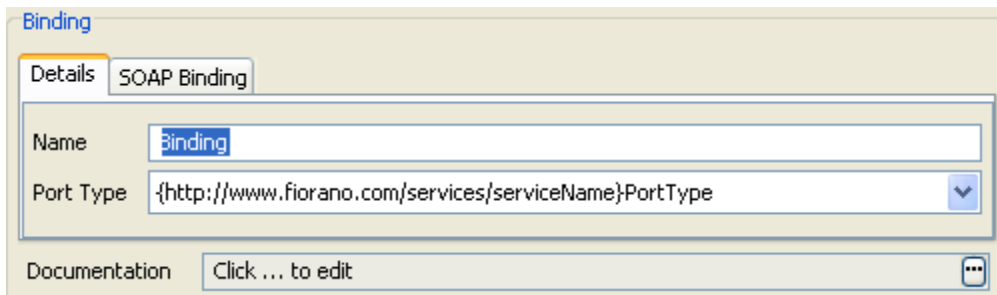 Binding
Details SOAP Binding
Name Binding
Port Type {http://www.fiorano.com/services/serviceName}PortType
Documentation Click ... to edit ...